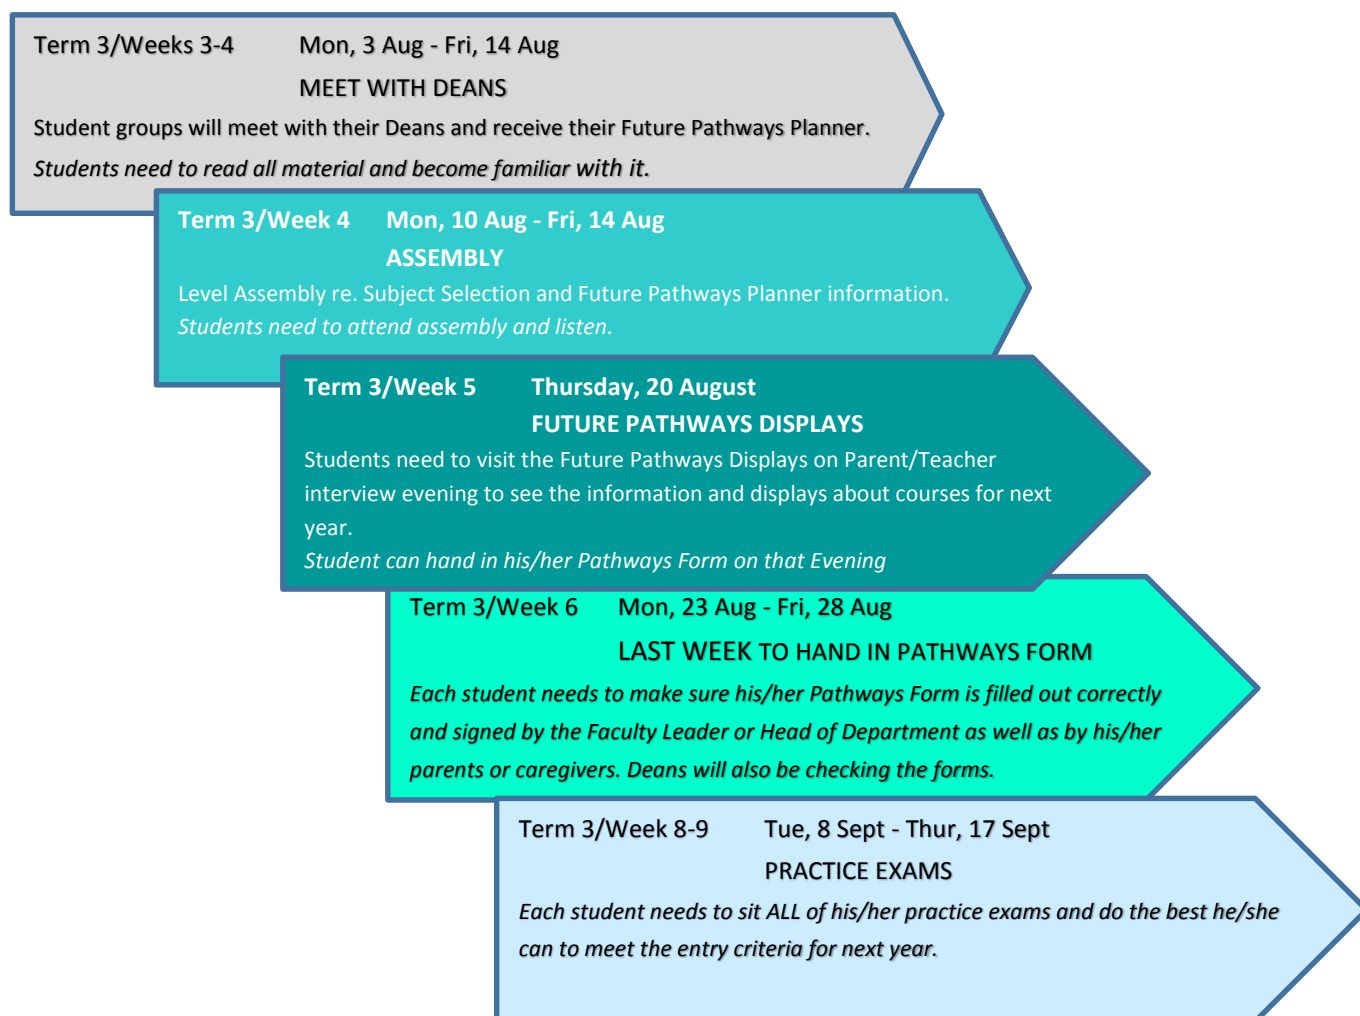 Term 3/Weeks 3-4 Mon, 3 Aug - Fri, 14 Aug
MEET WITH DEANS
Student groups will meet with their Deans and receive their Future Pathways Planner.
Students need to read all material and become familiar with it.
Term 3/Week 4 Mon, 10 Aug - Fri, 14 Aug
ASSEMBLY
Level Assembly re. Subject Selection and Future Pathways Planner information.
Students need to attend assembly and listen.
Term 3/Week 5 Thursday, 20 August
FUTURE PATHWAYS DISPLAYS
Students need to visit the Future Pathways Displays on Parent/Teacher
interview evening to see the information and displays about courses for next
year.
Student can hand in his/her Pathways Form on that Evening
Term 3/Week 6 Mon, 23 Aug - Fri, 28 Aug
LAST WEEK TO HAND IN PATHWAYS FORM
Each student needs to make sure his/her Pathways Form is filled out correctly
and signed by the Faculty Leader or Head of Department as well as by his/her
parents or caregivers. Deans will also be checking the forms.
Term 3/Week 8-9 Tue, 8 Sept - Thur, 17 Sept
PRACTICE EXAMS
Each student needs to sit ALL of his/her practice exams and do the best he/she
can to meet the entry criteria for next year.